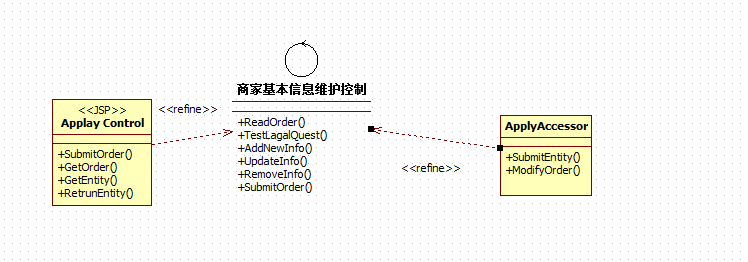 商家基本信息维护控制
+ReadOrder()
+TestLagalQuest()
+AddNewInfo()
+UpdateInfo()
+RemoveInfo()
+SubmitOrder()
<<JSP>>
Applay Control
+SubmitOrder()
+GetOrder()
+GetEntity()
+RetrunEntity()
<<refine>>
ApplyAccessor
+SubmitEntity()
+ModifyOrder()
<<refine>>